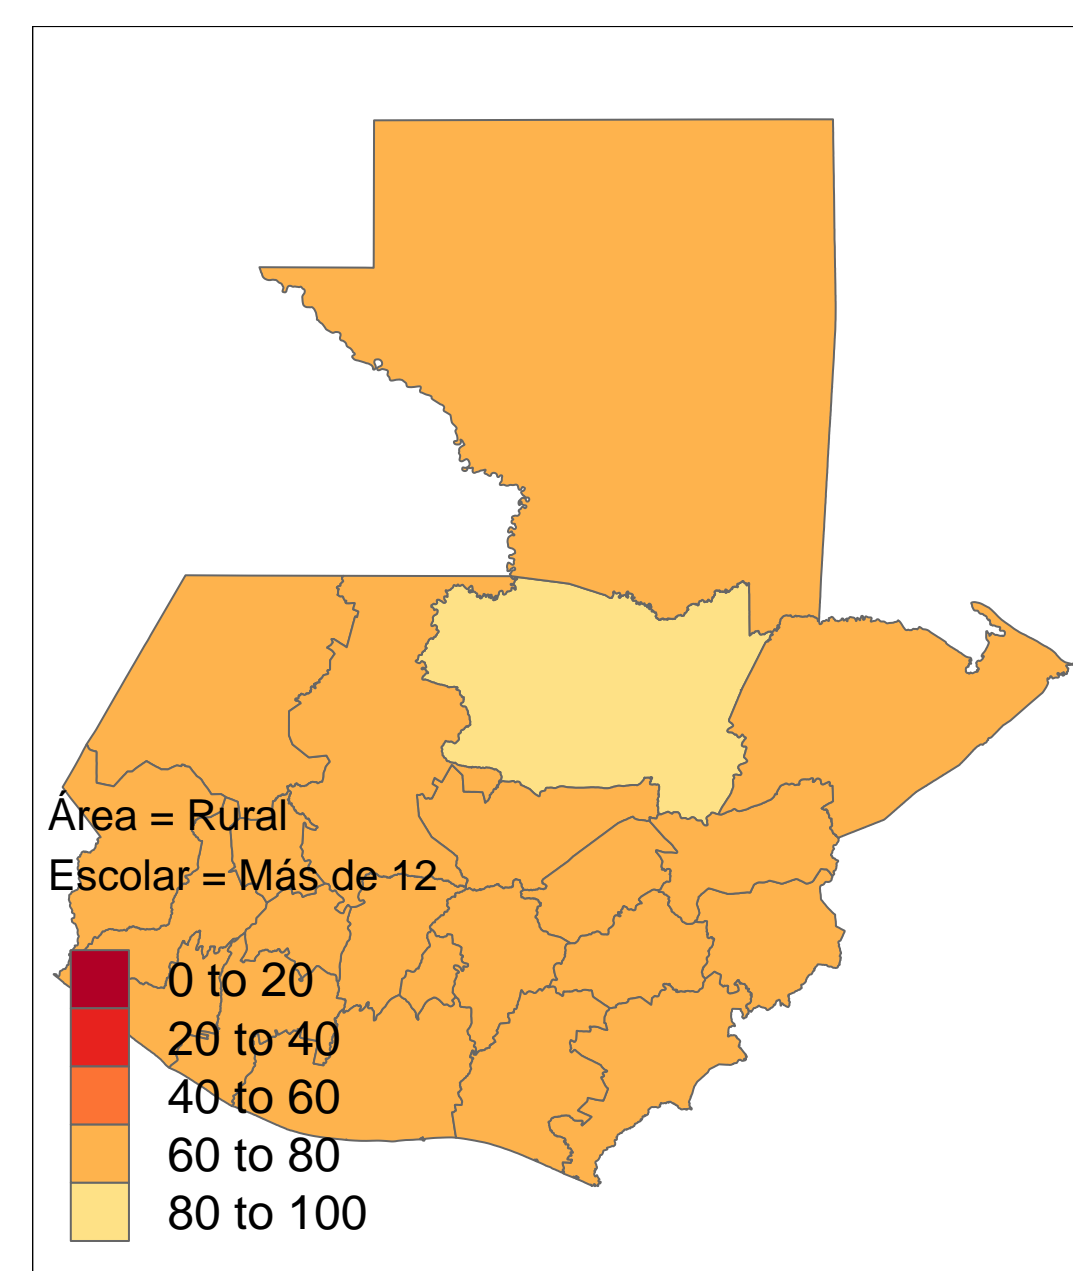 Área = Rural
Escolar = Más de 12
0 to 20
20 to 40
40 to 60
60 to 80
80 to 100